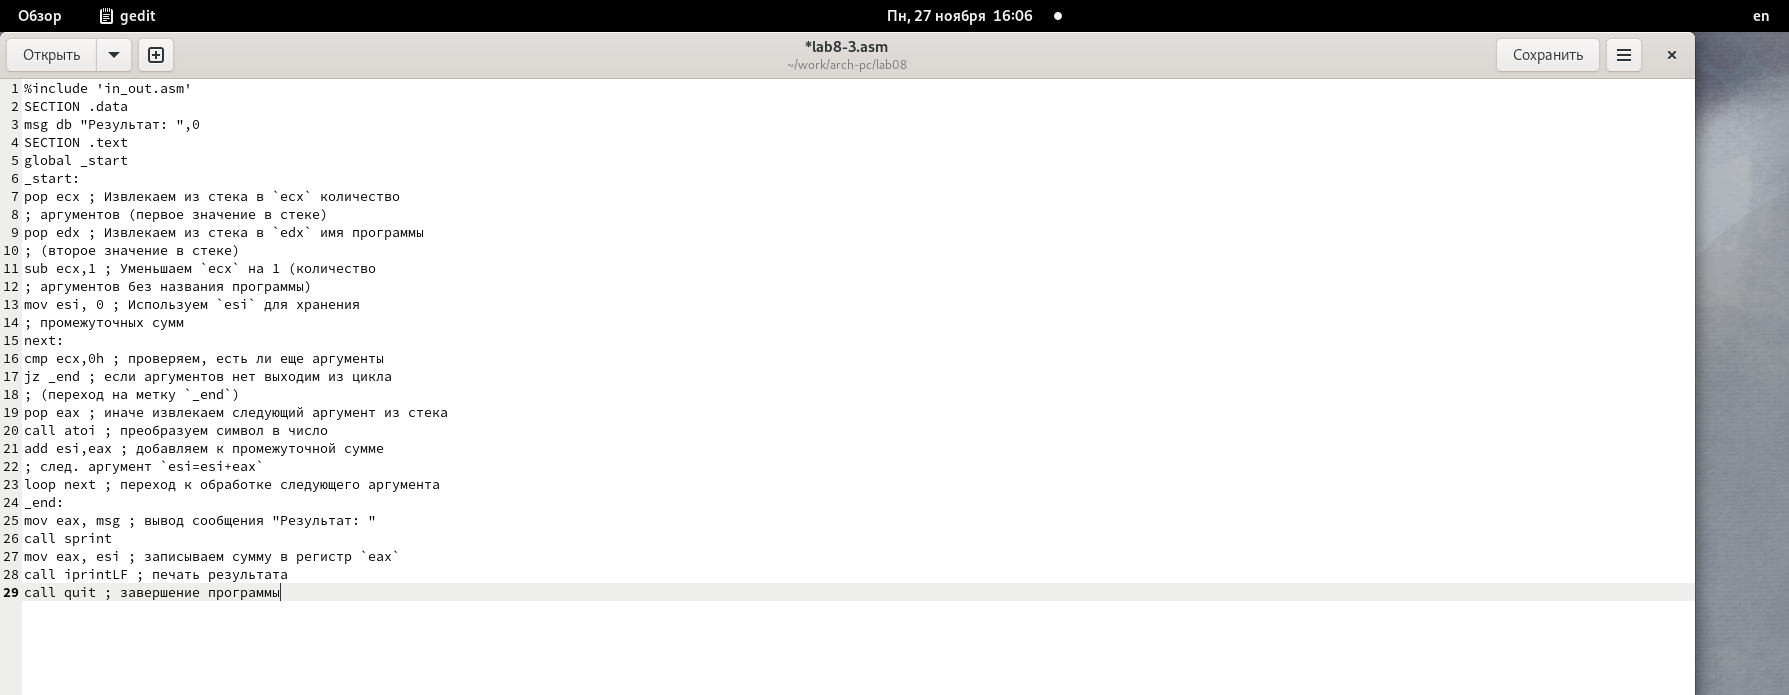 Обзор gedit Пн, 27 ноября 16:06 en
Открыть *lab8-3.asm Сохранить
~/work/arch-pc/lab08
1 %include 'in_out.asm'
2 SECTION .data
3 msg db "Результат: ",0
4 SECTION .text
5 global _start
6 _start:
7 pop ecx ; Извлекаем из стека в `ecx` количество
8 ; аргументов (первое значение в стеке)
9 pop edx ; Извлекаем из стека в `edx` имя программы
10 ; (второе значение в стеке)
11 sub ecx,1 ; Уменьшаем `ecx` на 1 (количество
12 ; аргументов без названия программы)
13 mov esi, 0 ; Используем `esi` для хранения
14 ; промежуточных сумм
15 next:
16 cmp ecx,0h ; проверяем, есть ли еще аргументы
17 jz _end ; если аргументов нет выходим из цикла
18 ; (переход на метку `_end`)
19 pop eax ; иначе извлекаем следующий аргумент из стека
20 call atoi ; преобразуем символ в число
21 add esi,eax ; добавляем к промежуточной сумме
22 ; след. аргумент `esi=esi+eax`
23 loop next ; переход к обработке следующего аргумента
24 _end:
25 mov eax, msg ; вывод сообщения "Результат: "
26 call sprint
27 mov eax, esi ; записываем сумму в регистр `eax`
28 call iprintLF ; печать результата
29 call quit ; завершение программы